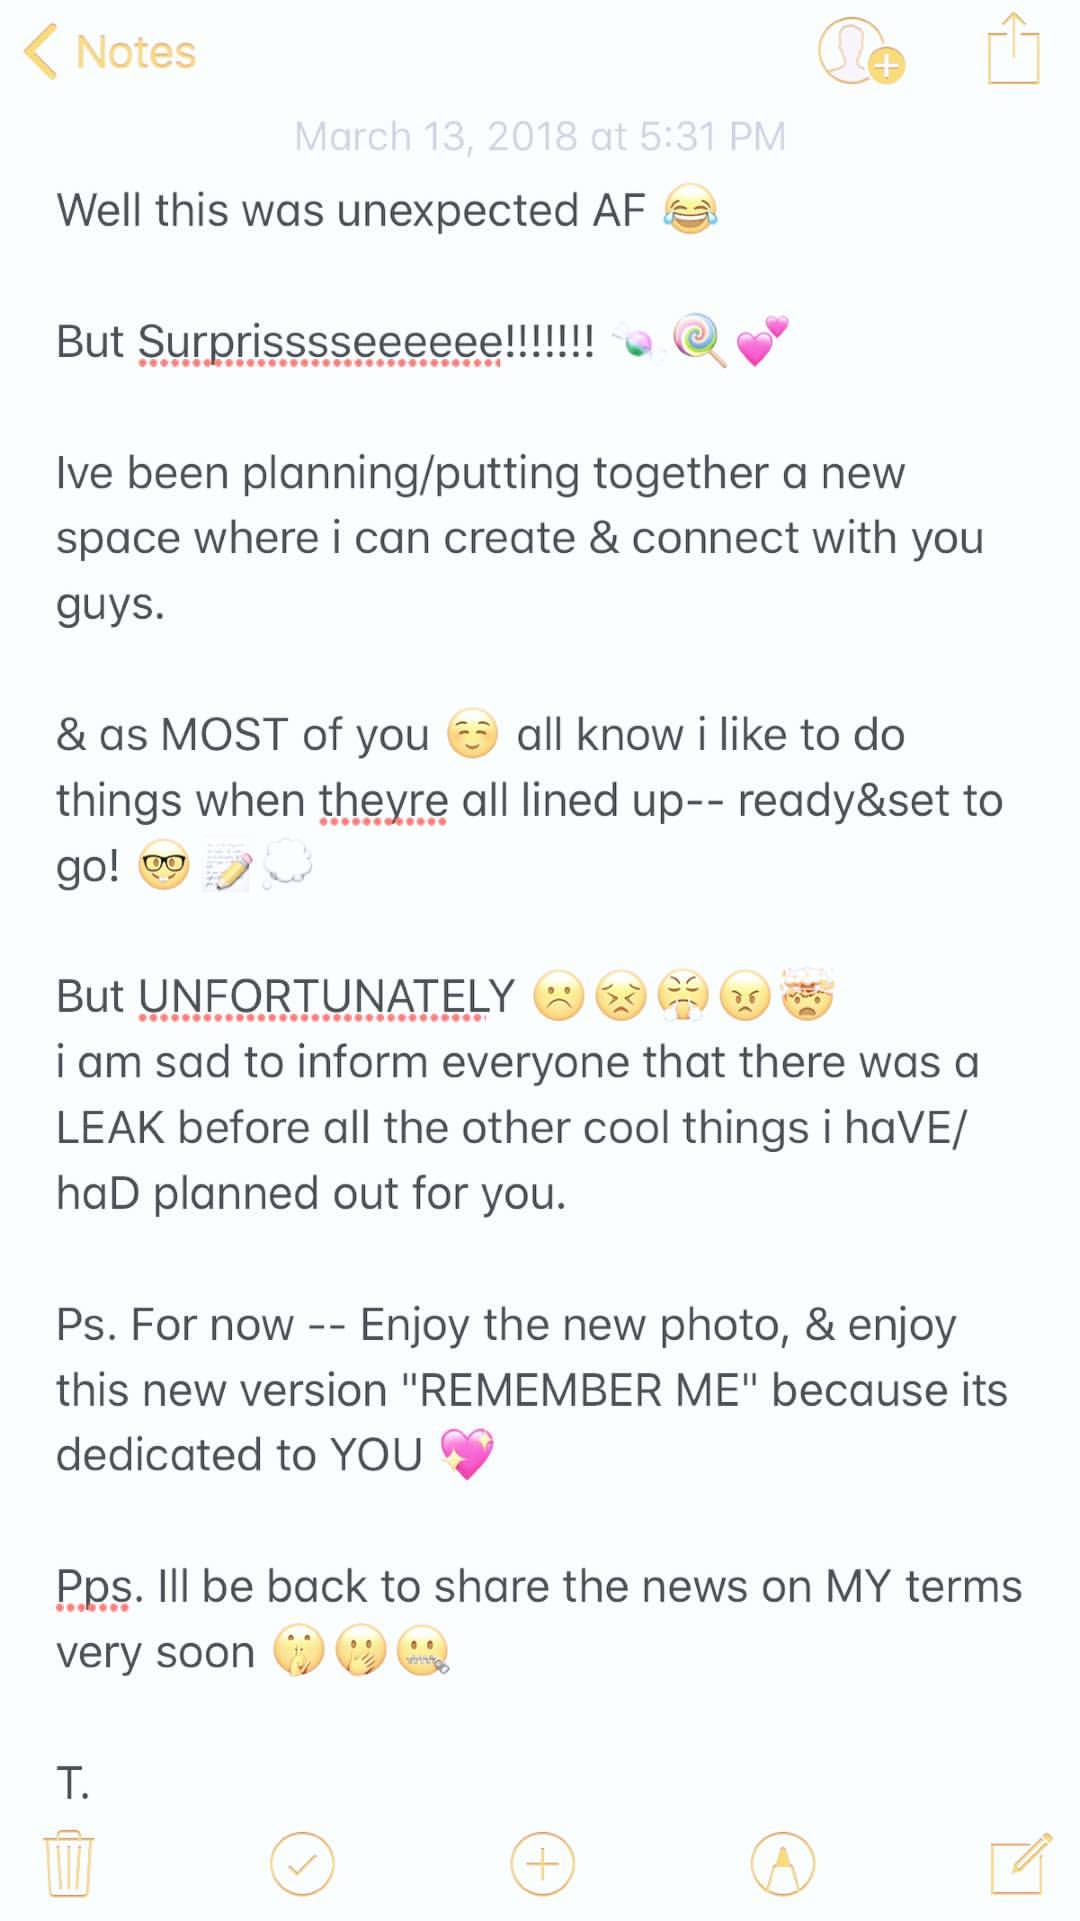 Notes
March 13, 2018 at 5:31 PM
Well this was unexpected AF 😂
But Surprisssseeeeee!!!!!!! 🍬🍭💕
Ive been planning/putting together a new
space where i can create & connect with you
guys.
& as MOST of you ☺️ all know i like to do
things when theyre all lined up-- ready&set to
go! 🤓📝💭
But UNFORTUNATELY 🙁😣😤😠🤯
i am sad to inform everyone that there was a
LEAK before all the other cool things i haVE/
haD planned out for you.
Ps. For now -- Enjoy the new photo, & enjoy
this new version "REMEMBER ME" because its
dedicated to YOU 💖
Pps. Ill be back to share the news on MY terms
very soon 🤫🤭🤐
T.